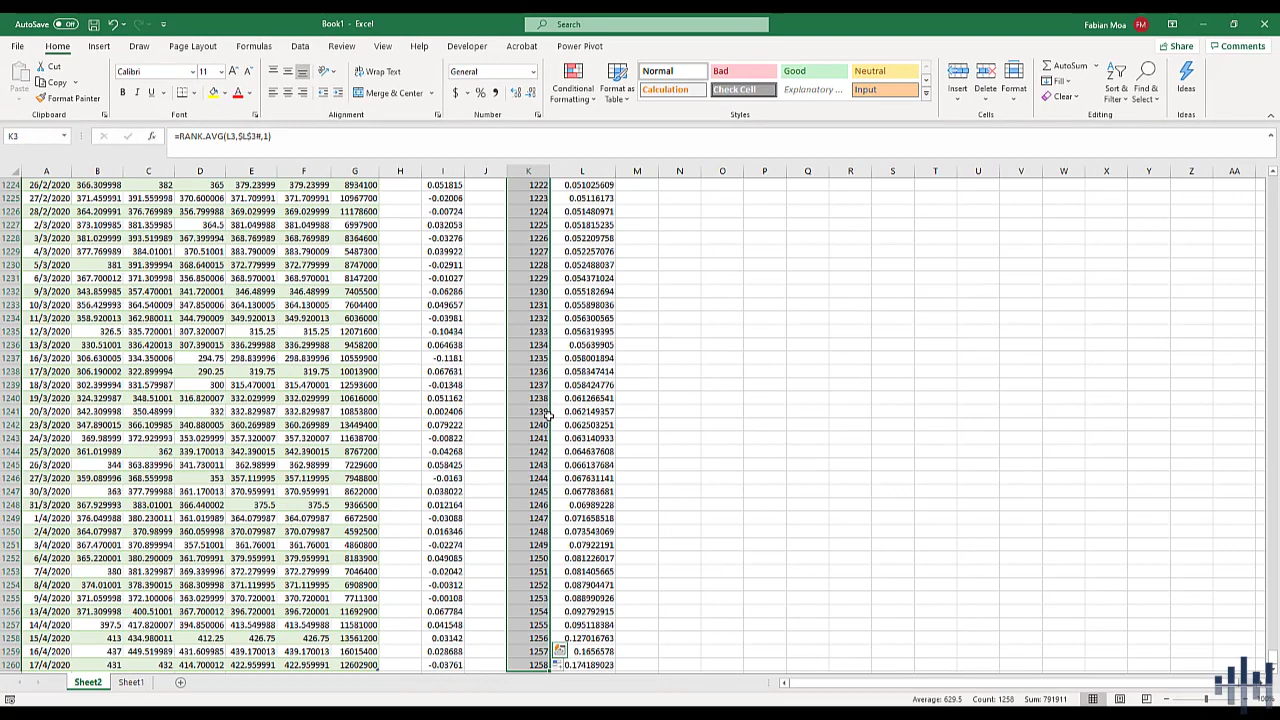 AutoSave Off Book1 - Excel Search Fabian Moa FM
File Home Insert Draw Page Layout Formulas Data Review View Help Developer Acrobat Power Pivot Share Comments
Paste Cut Copy Format Painter Calibri 11 Wrap Text Merge & Center General Conditional Formatting Format as Table Normal Bad Good Neutral Calculation Check Cell Explanatory ... Input Insert Delete Format AutoSum Fill Clear Sort & Filter Find & Select Ideas
Clipboard Font Alignment Number Styles Cells Editing Ideas
K3 =RANK.AVG(L3,$L$3#,1)
A B C D E F G H I J K L M N O P Q R S T U V W X Y Z AA
1224 26/2/2020 366.309998 382 365 379.23999 379.23999 8934100 0.051815 1222 0.051025609
1225 27/2/2020 371.459991 391.559998 370.600006 371.709991 371.709991 10967700 -0.02006 1223 0.05116173
1226 28/2/2020 364.209991 376.769989 356.799988 369.029999 369.029999 11178600 -0.00724 1224 0.051480971
1227 2/3/2020 373.109985 381.359985 364.5 381.049988 381.049988 6997900 0.032053 1225 0.051815235
1228 3/3/2020 381.029999 393.519989 367.399994 368.769989 368.769989 8364600 -0.03276 1226 0.052209758
1229 4/3/2020 377.769989 384.01001 370.51001 383.790009 383.790009 5487300 0.039922 1227 0.052257076
1230 5/3/2020 381 391.399994 368.640015 372.779999 372.779999 8747000 -0.02911 1228 0.052488037
1231 6/3/2020 367.700012 371.309998 356.850006 368.970001 368.970001 8147200 -0.01027 1229 0.054371024
1232 9/3/2020 343.859985 357.470001 341.720001 346.48999 346.48999 7405500 -0.06286 1230 0.055182694
1233 10/3/2020 356.429993 364.540009 347.850006 364.130005 364.130005 7604400 0.049657 1231 0.055898036
1234 11/3/2020 358.920013 362.980011 344.790009 349.920013 349.920013 6036000 -0.03981 1232 0.056300565
1235 12/3/2020 326.5 335.720001 307.320007 315.25 315.25 12071600 -0.10434 1233 0.056319395
1236 13/3/2020 330.51001 336.420013 307.390015 336.299988 336.299988 9458200 0.064638 1234 0.05639905
1237 16/3/2020 306.630005 334.350006 294.75 298.839996 298.839996 10559900 -0.1181 1235 0.058001894
1238 17/3/2020 306.190002 322.899994 290.25 319.75 319.75 10013900 0.067631 1236 0.058347414
1239 18/3/2020 302.399994 331.579987 300 315.470001 315.470001 12593600 -0.01348 1237 0.058424776
1240 19/3/2020 324.329987 348.51001 316.820007 332.029999 332.029999 10618000 0.051162 1238 0.061266541
1241 20/3/2020 342.309998 350.48999 332 332.829987 332.829987 10853800 0.002406 1239 0.062149357
1242 23/3/2020 347.890015 366.109985 340.880005 360.269989 360.269989 13449400 0.079222 1240 0.062503251
1243 24/3/2020 369.98999 372.929993 353.029999 357.320007 357.320007 11638700 -0.00822 1241 0.063140933
1244 25/3/2020 361.019989 362 339.170013 342.390015 342.390015 8767200 -0.04268 1242 0.064637608
1245 26/3/2020 344 363.839996 341.730011 362.98999 362.98999 7229600 0.058425 1243 0.066137684
1246 27/3/2020 359.089996 368.559998 353 357.119995 357.119995 7948800 -0.0163 1244 0.067631141
1247 30/3/2020 363 377.799988 361.170013 370.959991 370.959991 8622000 0.038022 1245 0.067783681
1248 31/3/2020 367.929993 383.01001 366.440002 375.5 375.5 9366500 0.012164 1246 0.06989228
1249 1/4/2020 376.049988 380.230011 361.019989 364.079987 364.079987 6672500 -0.03088 1247 0.071658518
1250 2/4/2020 364.079987 370.98999 360.059998 370.079987 370.079987 4592500 0.016346 1248 0.073543069
1251 3/4/2020 367.470001 370.899994 357.51001 361.76001 361.76001 4860800 -0.02274 1249 0.07922191
1252 6/4/2020 365.220001 380.290009 361.709991 379.959991 379.959991 8183900 0.049085 1250 0.081226017
1253 7/4/2020 380 381.329987 369.339996 372.279999 372.279999 7046400 -0.02042 1251 0.081405665
1254 8/4/2020 374.01001 378.390015 368.309998 371.119995 371.119995 6908900 -0.00312 1252 0.087904471
1255 9/4/2020 371.059998 372.100006 363.029999 370.720001 370.720001 7711300 -0.00108 1253 0.088990926
1256 13/4/2020 371.309998 400.51001 367.700012 396.720001 396.720001 11692900 0.067784 1254 0.092792915
1257 14/4/2020 397.5 417.820007 394.850006 413.549988 413.549988 11581000 0.041548 1255 0.095118384
1258 15/4/2020 413 434.980011 412.25 426.75 426.75 13561200 0.03142 1256 0.127016763
1259 16/4/2020 437 449.519989 431.609985 439.170013 439.170013 16015400 0.028688 1257 0.1656578
1260 17/4/2020 431 432 414.700012 422.959991 422.959991 12602900 -0.03761 1258 0.174189023
Sheet2 Sheet1
Average: 629.5 Count: 1258 Sum: 791911 100%